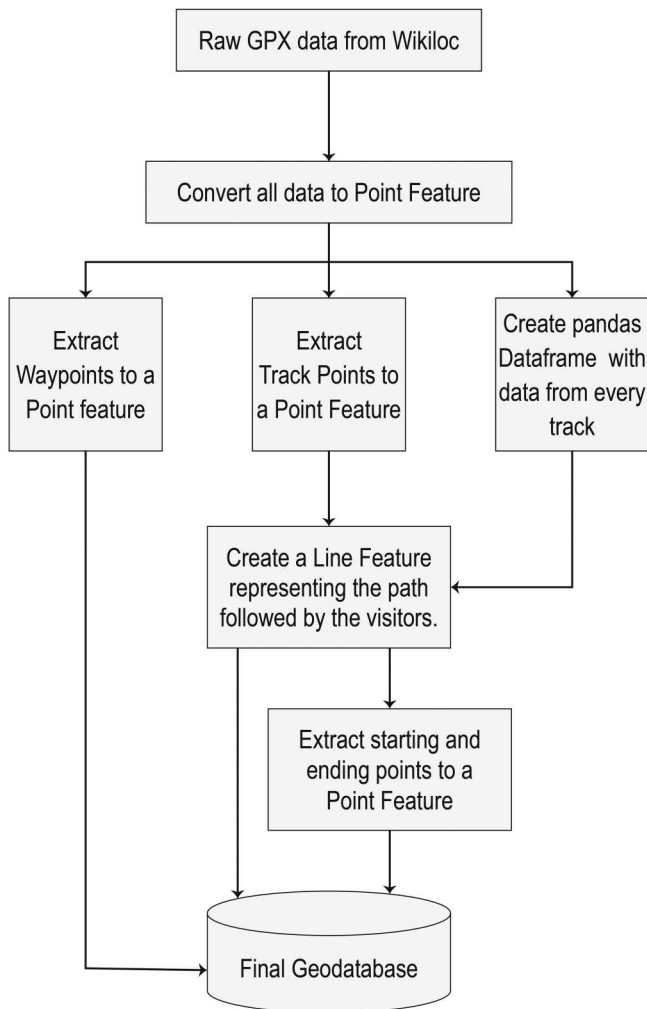 Raw GPX data from Wikiloc
Convert all data to Point Feature
Extract
Waypoints to a
Point feature
Extract
Track Points to
a Point Feature
Create pandas
Dataframe with
data from every
track
Create a Line Feature
representing the path
followed by the visitors.
Extract starting and
ending points to a
Point Feature
Final Geodatabase